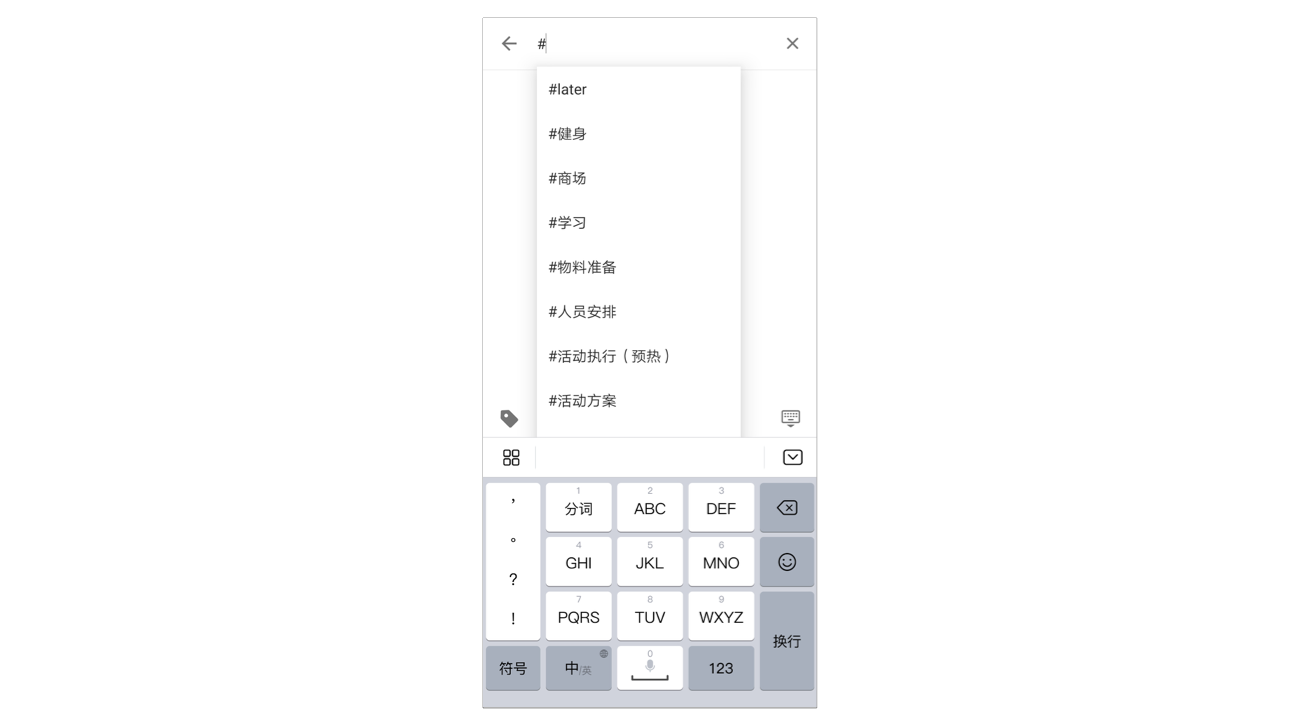 #
#later
#健身
#商场
#学习
#物料准备
#人员安排
#活动执行（预热）
#活动方案
，
。
?
!
1
分词
2
ABC
3
DEF
4
GHI
5
JKL
6
MNO
7
PQRS
8
TUV
9
WXYZ
换行
符号
中/英
0
123